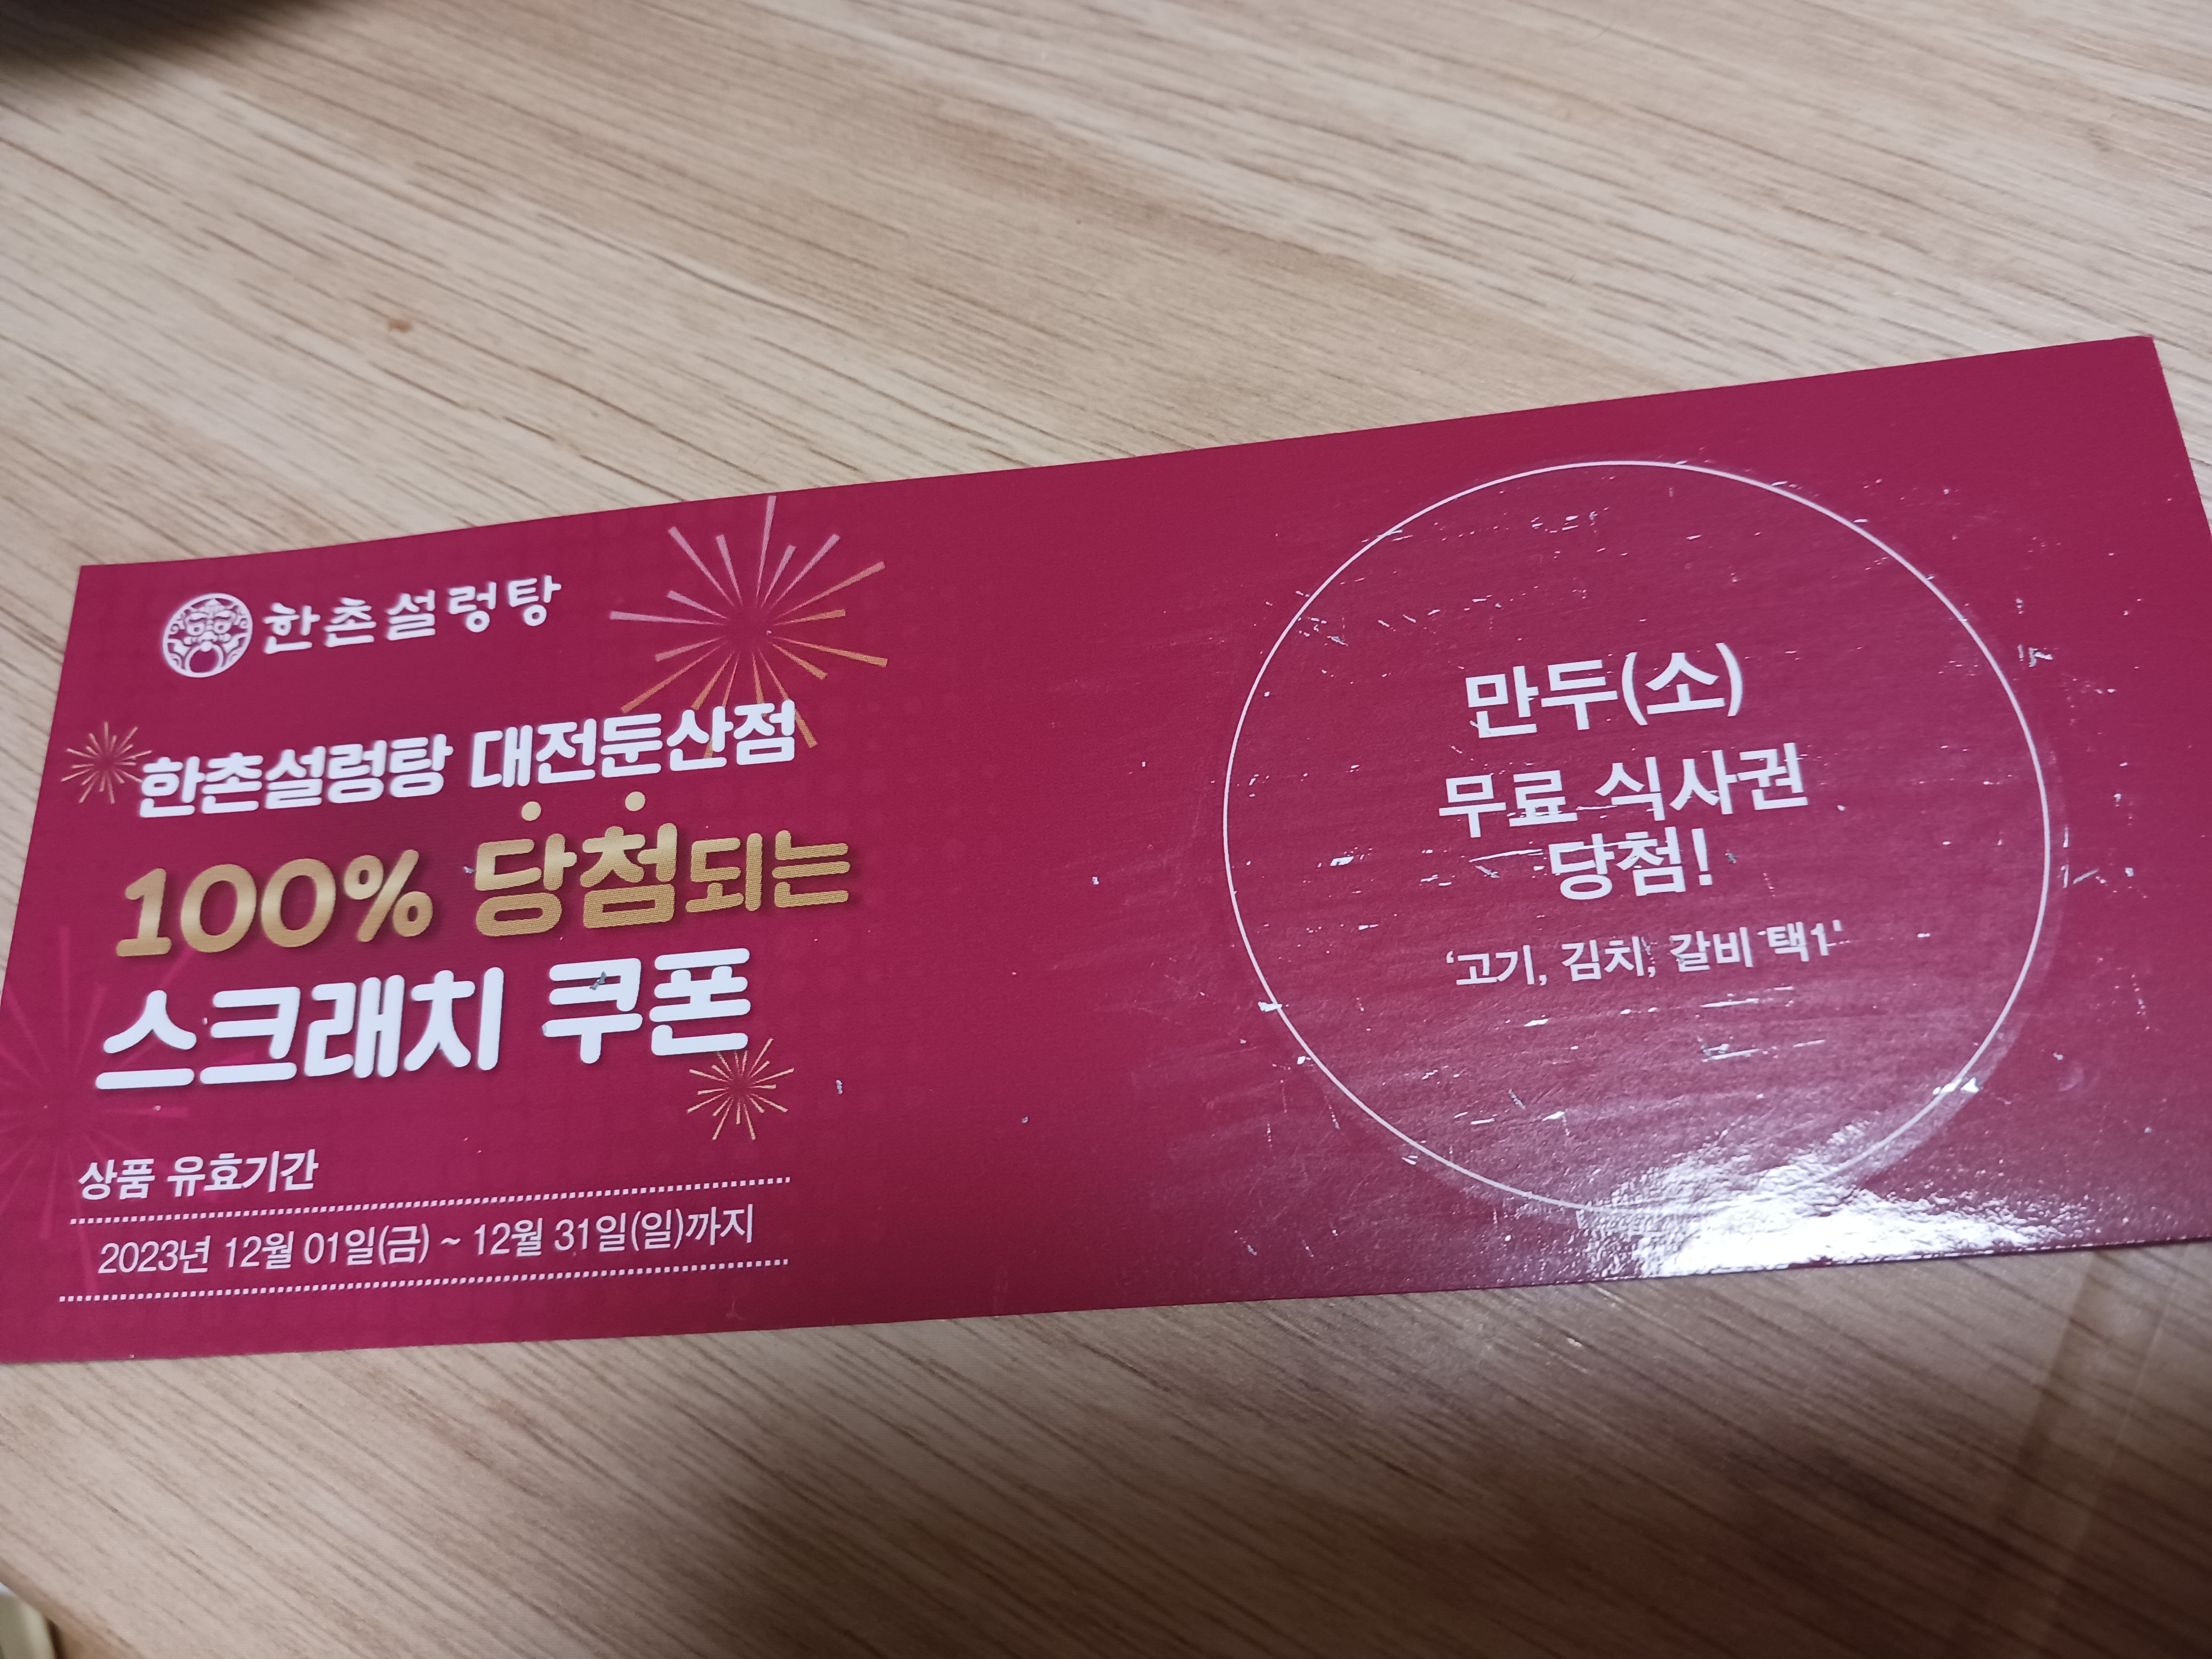 한촌설렁탕
한촌설렁탕 대전둔산점
100% 당첨되는
스크래치 쿠폰
상품 유효기간
2023년 12월 01일(금) ~ 12월 31일(일)까지
만두(소)
무료 식사권
당첨!
'고기, 김치, 갈비 택1'